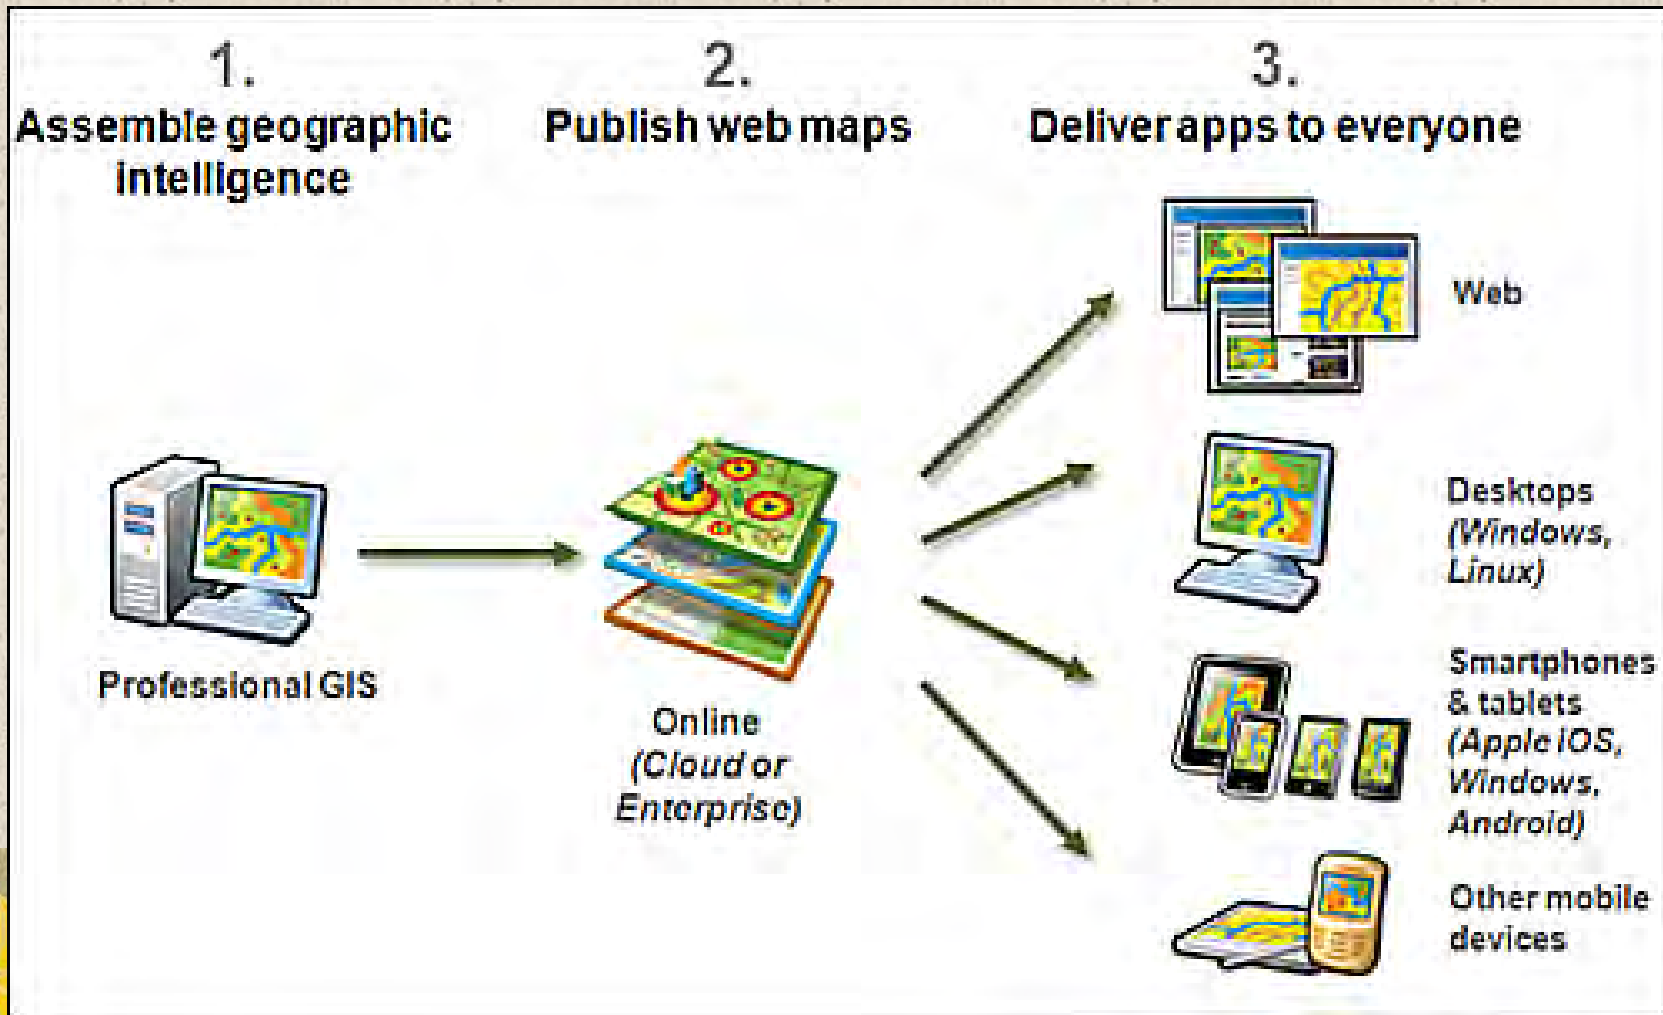 1.
Assemble geographic
intelligence
2.
Publish web maps
3.
Deliver apps to everyone
Professional GIS
Online
(Cloud or
Enterprise)
Web
Desktops
(Windows,
Linux)
Smartphones
& tablets
(Apple iOS,
Windows,
Android)
Other mobile
devices